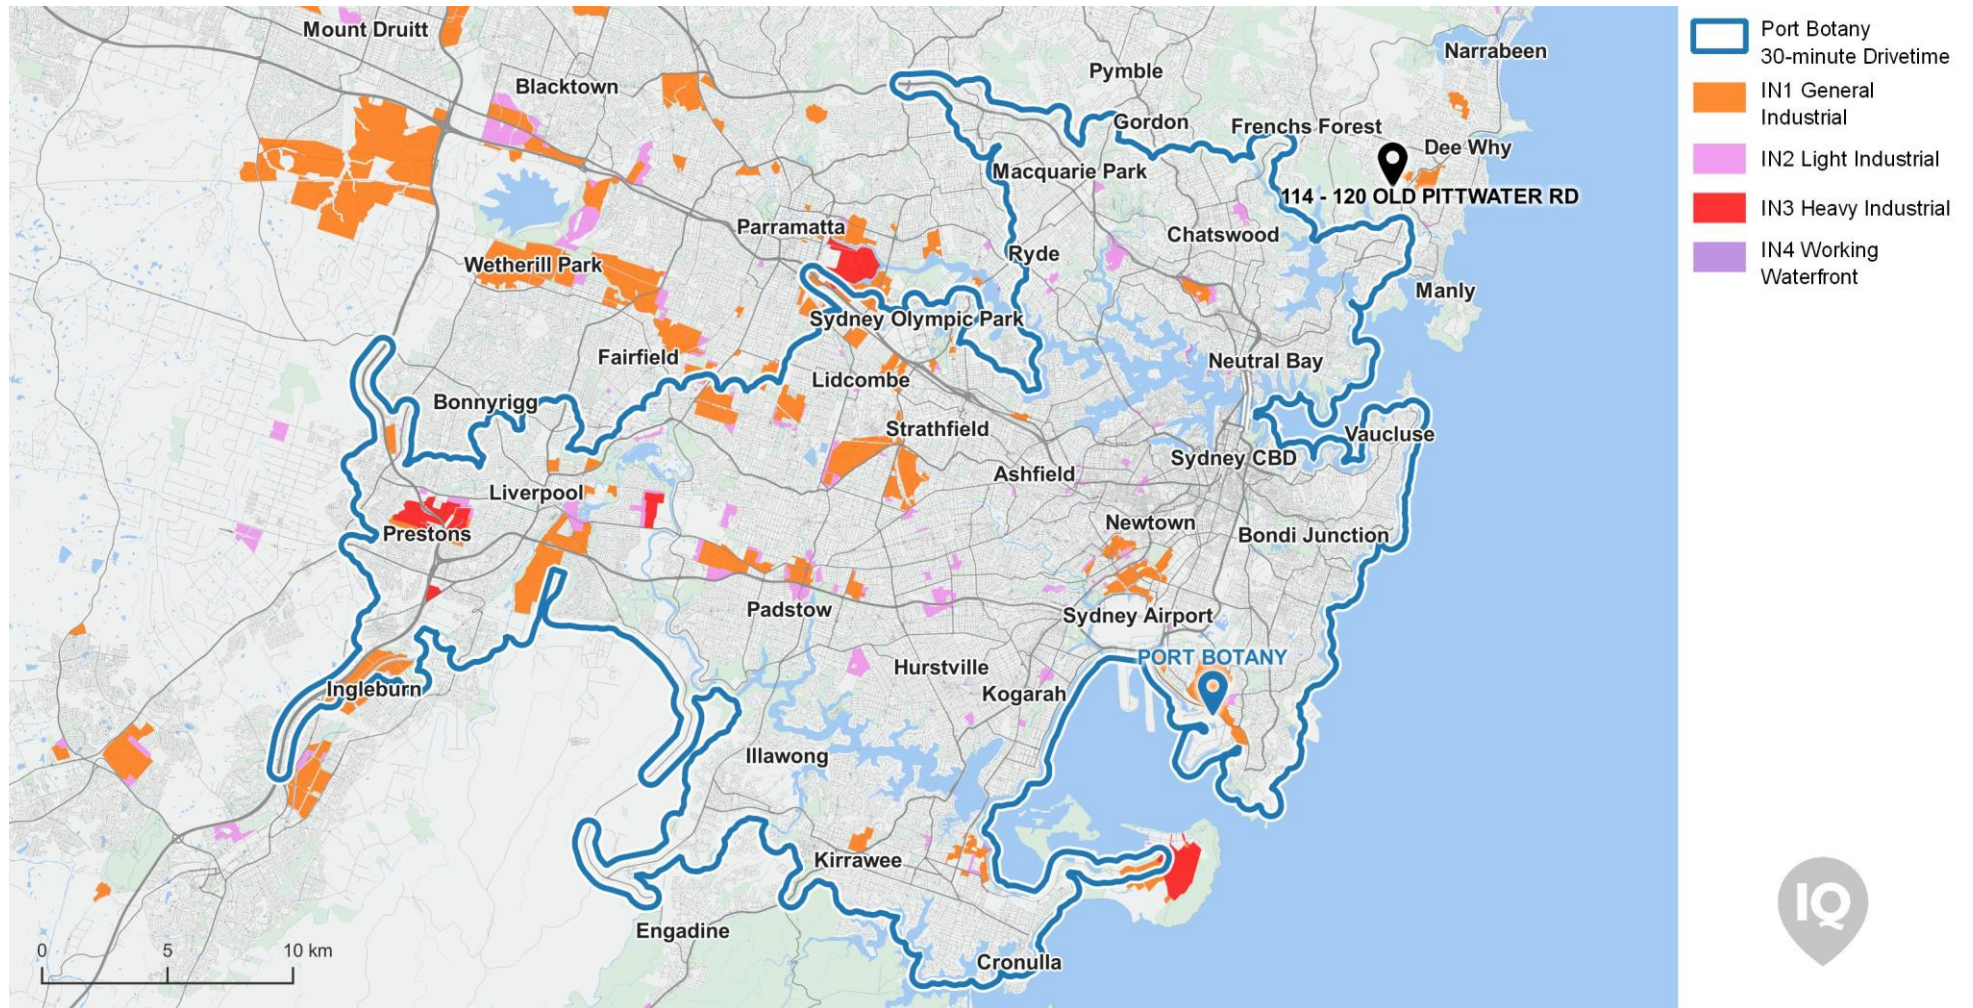 Mount Druitt
Blacktown
Pymble
Narrabeen
Gordon
Frenchs Forest
Dee Why
Macquarie Park
114 - 120 OLD PITTWATER RD
Parramatta
Chatswood
Ryde
Wetherill Park
Manly
Sydney Olympic Park
Fairfield
Neutral Bay
Lidcombe
Bonnyrigg
Strathfield
Vaucluse
Sydney CBD
Ashfield
Liverpool
Newtown
Prestons
Bondi Junction
Padstow
Sydney Airport
PORT BOTANY
Hurstville
Ingleburn
Kogarah
Illawong
Kirrawee
Engadine
Cronulla
0 5 10 km
Port Botany
30-minute Drivetime
IN1 General
Industrial
IN2 Light Industrial
IN3 Heavy Industrial
IN4 Working
Waterfront
IQ